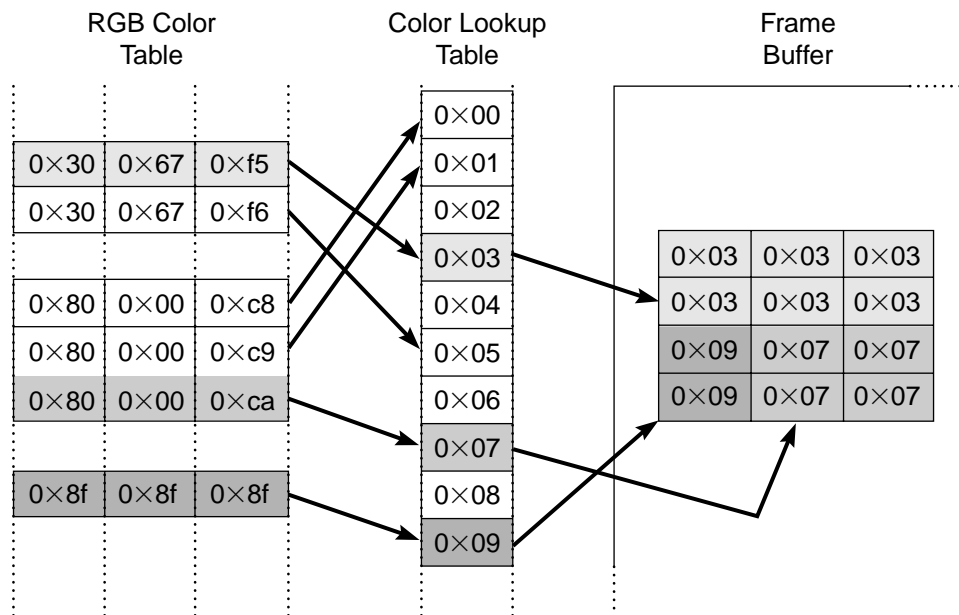 RGB Color
Table
Color Lookup
Table
Frame
Buffer
0×30 0×67 0×f5
0×30 0×67 0×f6
0×80 0×00 0×c8
0×80 0×00 0×c9
0×80 0×00 0×ca
0×8f 0×8f 0×8f
0×00
0×01
0×02
0×03
0×04
0×05
0×06
0×07
0×08
0×09
0×03 0×03 0×03
0×03 0×03 0×03
0×09 0×07 0×07
0×09 0×07 0×07